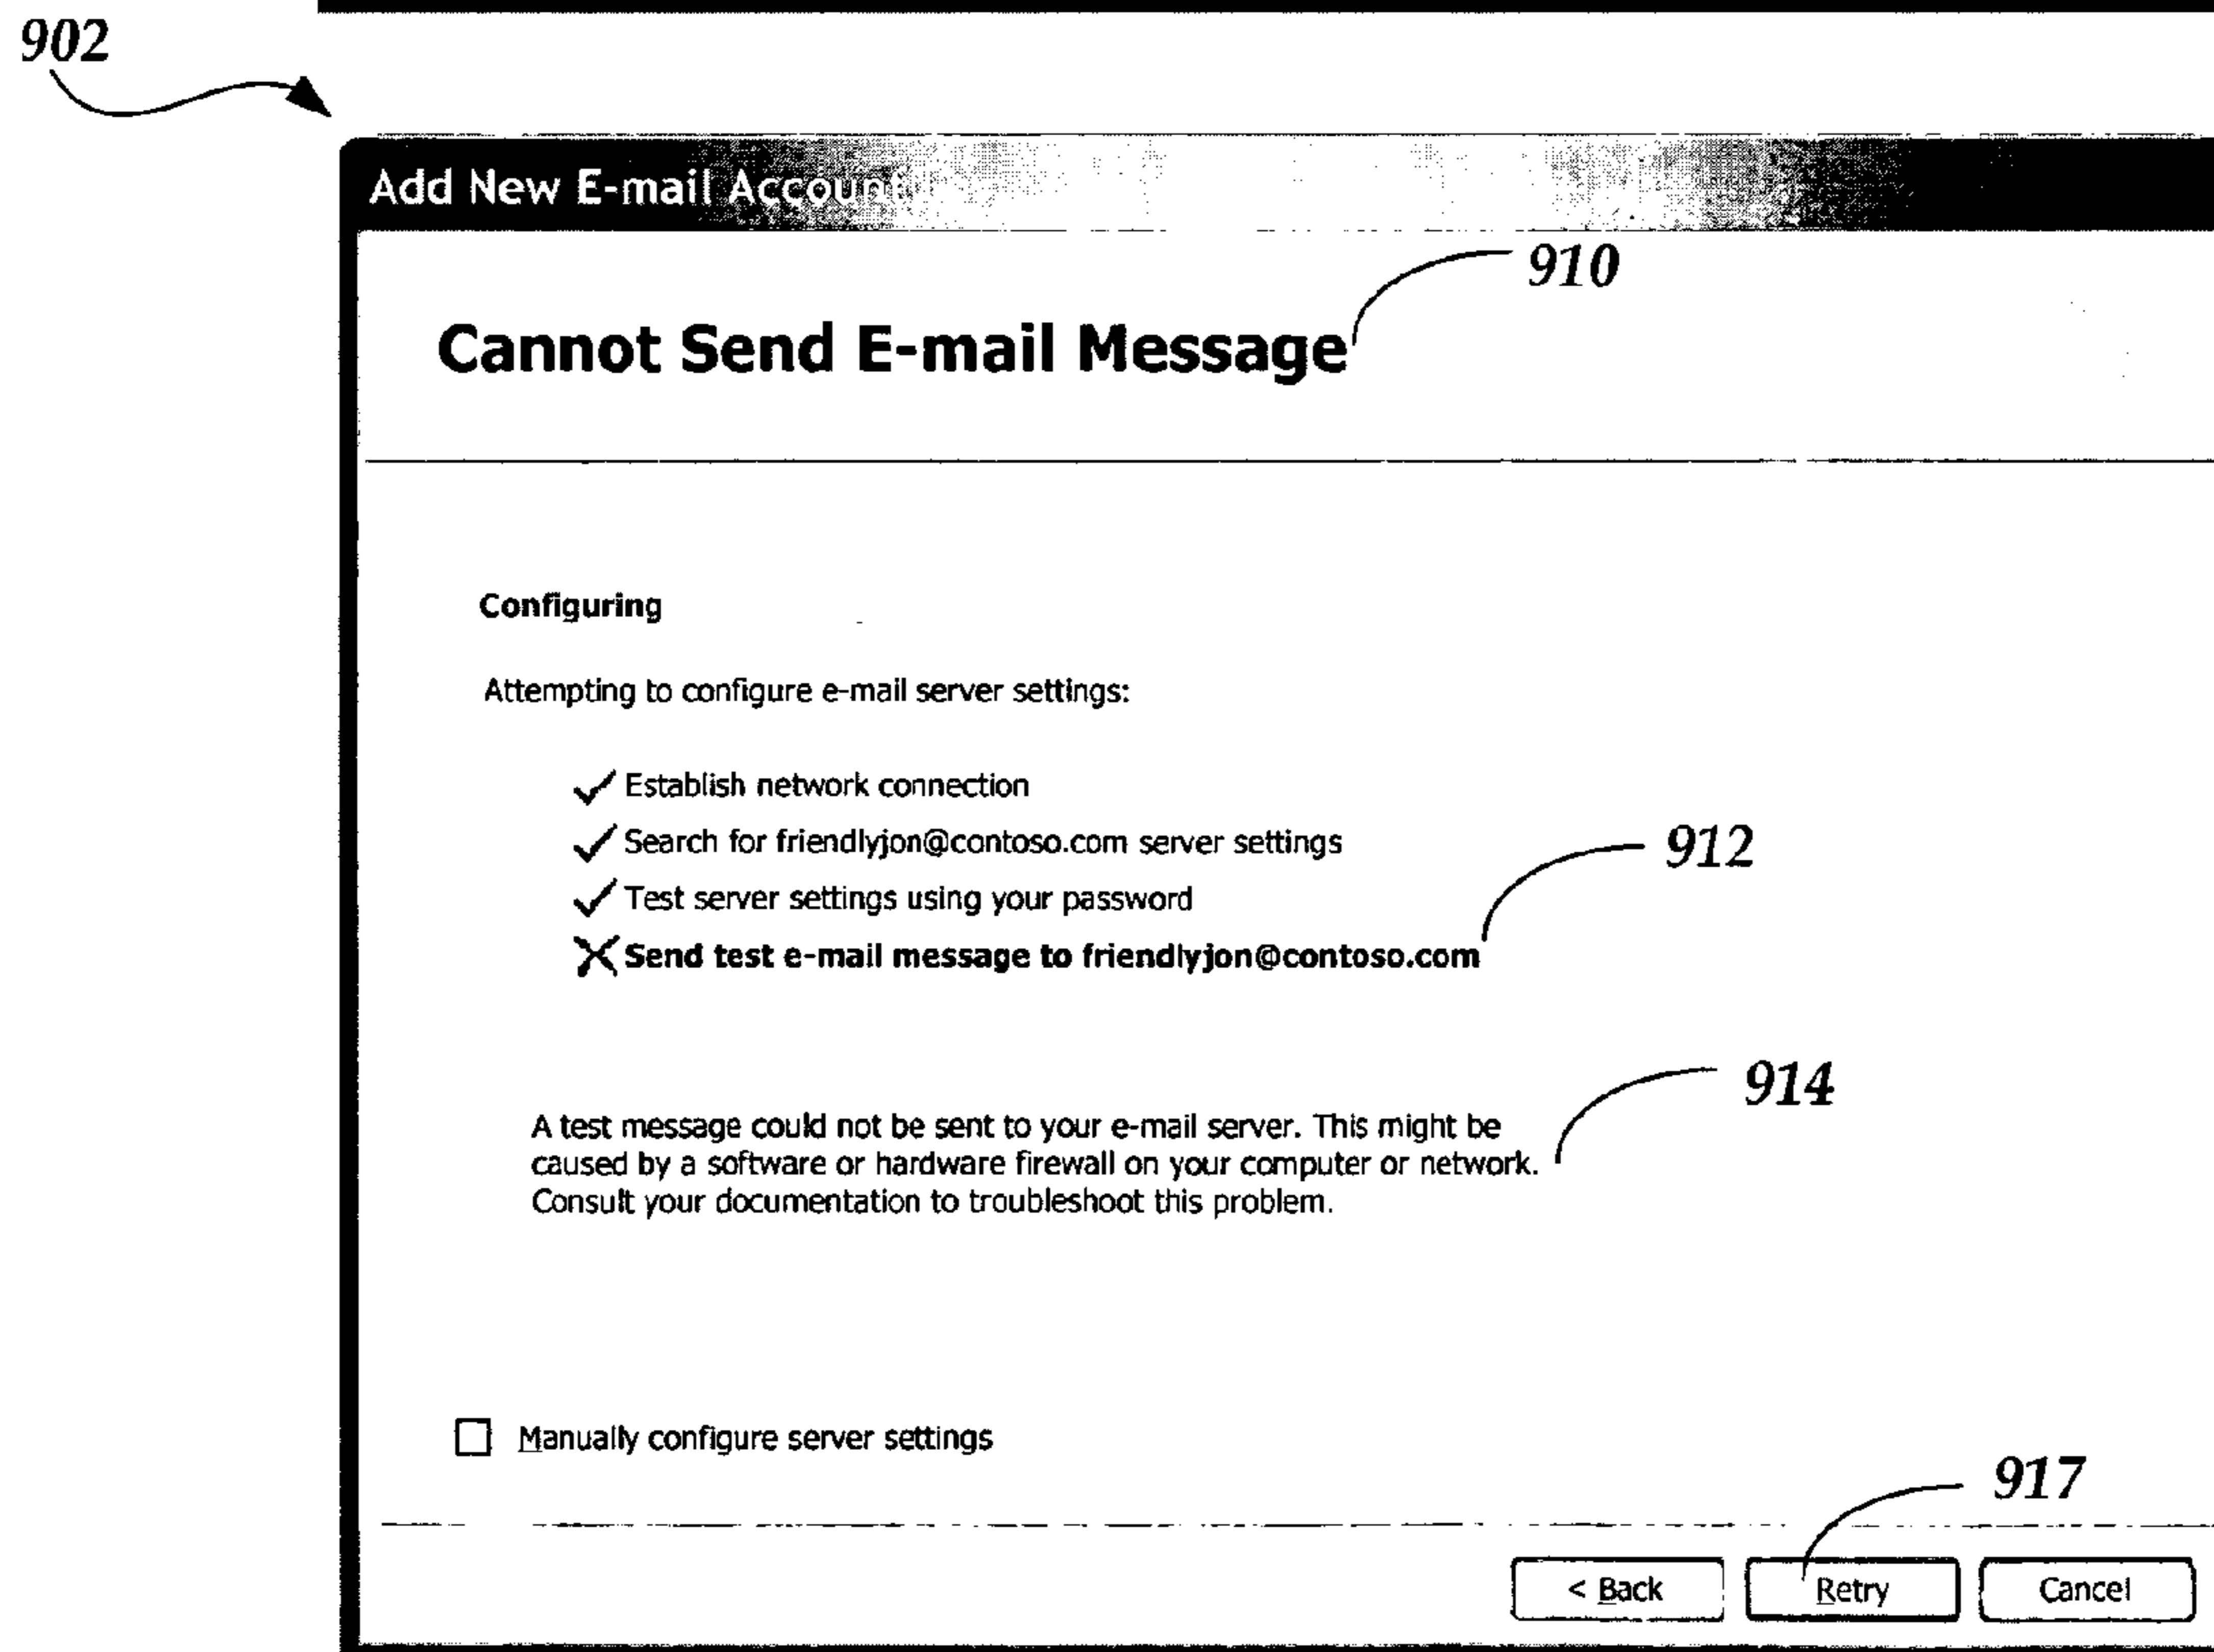 902
Add New E-mail Account
910
Cannot Send E-mail Message
Configuring
Attempting to configure e-mail server settings:
Establish network connection
Search for friendlyjon@contoso.com server settings
912
Test server settings using your password
Send test e-mail message to friendlyjon@contoso.com
914
A test message could not be sent to your e-mail server. This might be
caused by a software or hardware firewall on your computer or network.
Consult your documentation to troubleshoot this problem.
Manually configure server settings
917
< Back Retry Cancel